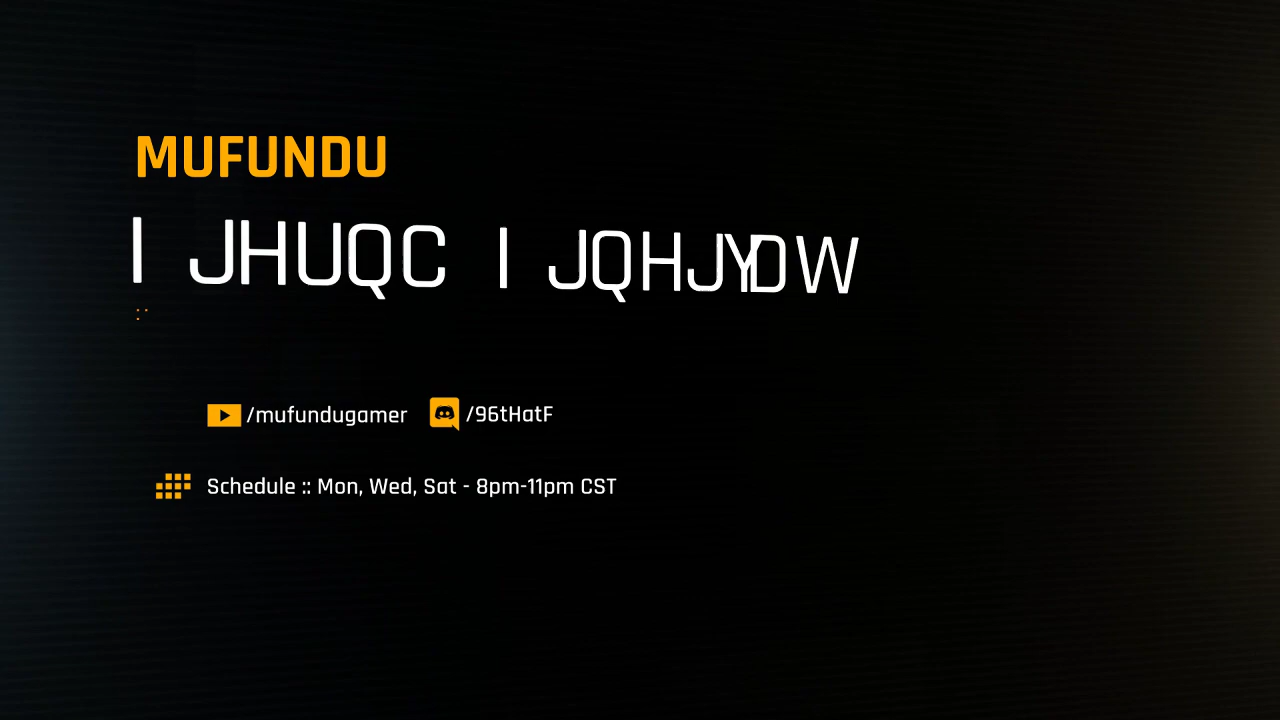 MUFUNDU
I JHUQC I JQHJYDW
/mufundugamer /96tHatF
Schedule :: Mon, Wed, Sat - 8pm-11pm CST